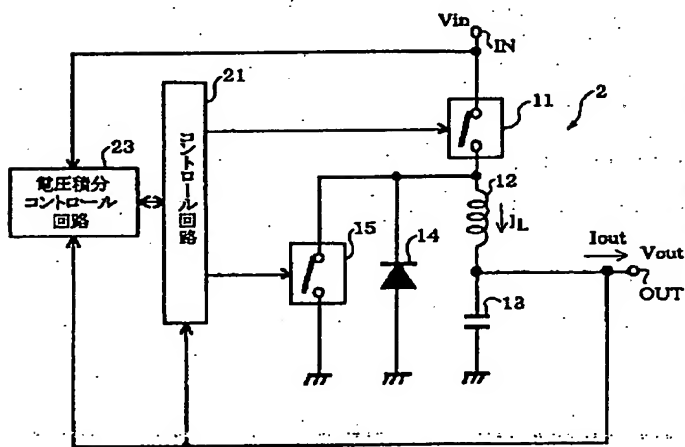 Vin
IN
21
11
2
23
コントロール回路
電圧積分
コントロール
回路
12
iL
15
14
Iout
Vout
OUT
13